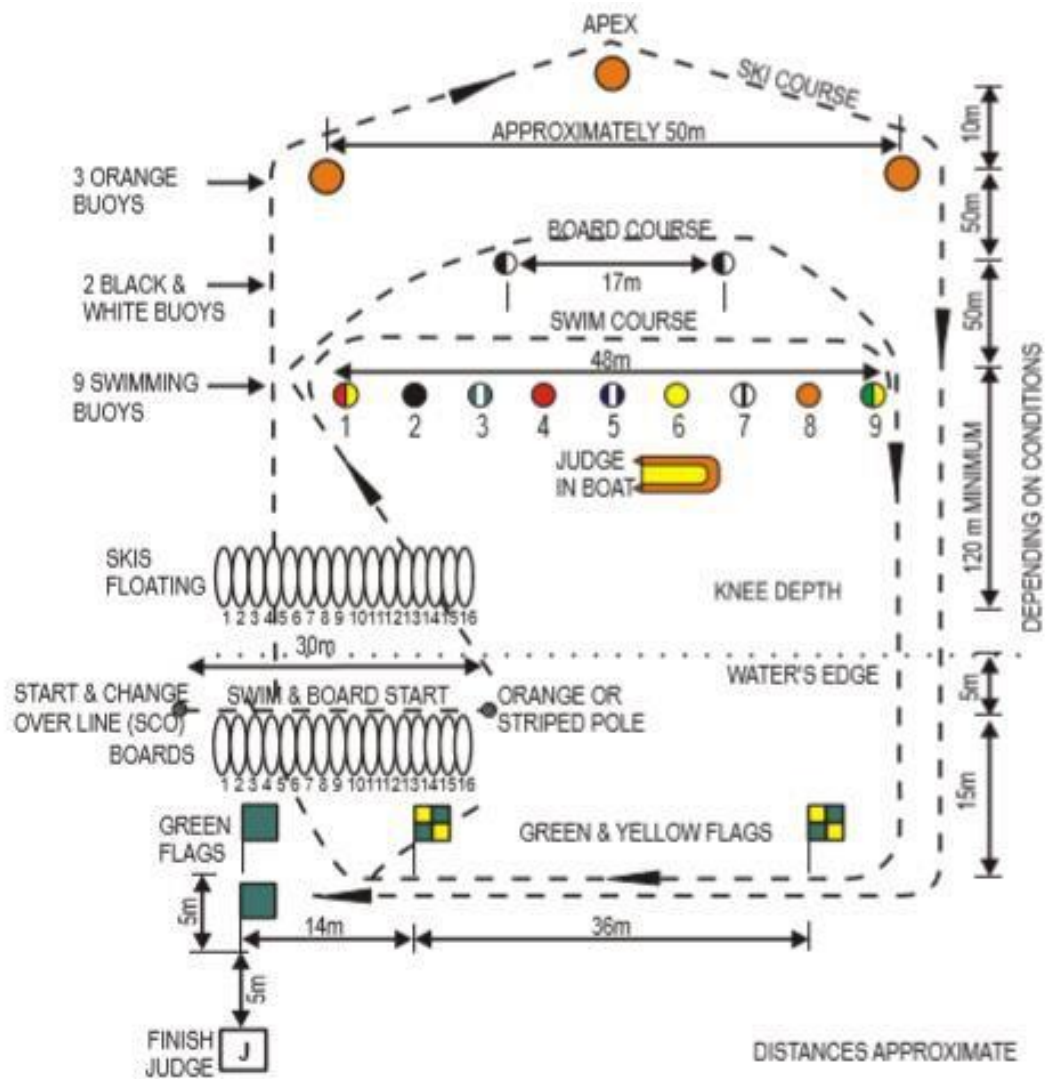 APEX
SKI COURSE
10m
APPROXIMATELY 50m
3 ORANGE
BUOYS
50m
BOARD COURSE
2 BLACK &
WHITE BUOYS
17m
50m
SWIM COURSE
48m
9 SWIMMING
BUOYS
1 2 3 4 5 6 7 8 9
JUDGE
IN BOAT
120 m MINIMUM
DEPENDING ON CONDITIONS
SKIS
FLOATING
KNEE DEPTH
1 2 3 4 5 6 7 8 9 10 11 12 13 14 15 16
30m
WATER'S EDGE
5m
START & CHANGE
OVER LINE (SCO)
SWIM & BOARD START
ORANGE OR
STRIPED POLE
BOARDS
1 2 3 4 5 6 7 8 9 10 11 12 13 14 15 16
15m
GREEN
FLAGS
GREEN & YELLOW FLAGS
5m
14m
36m
5m
FINISH
JUDGE
J
DISTANCES APPROXIMATE